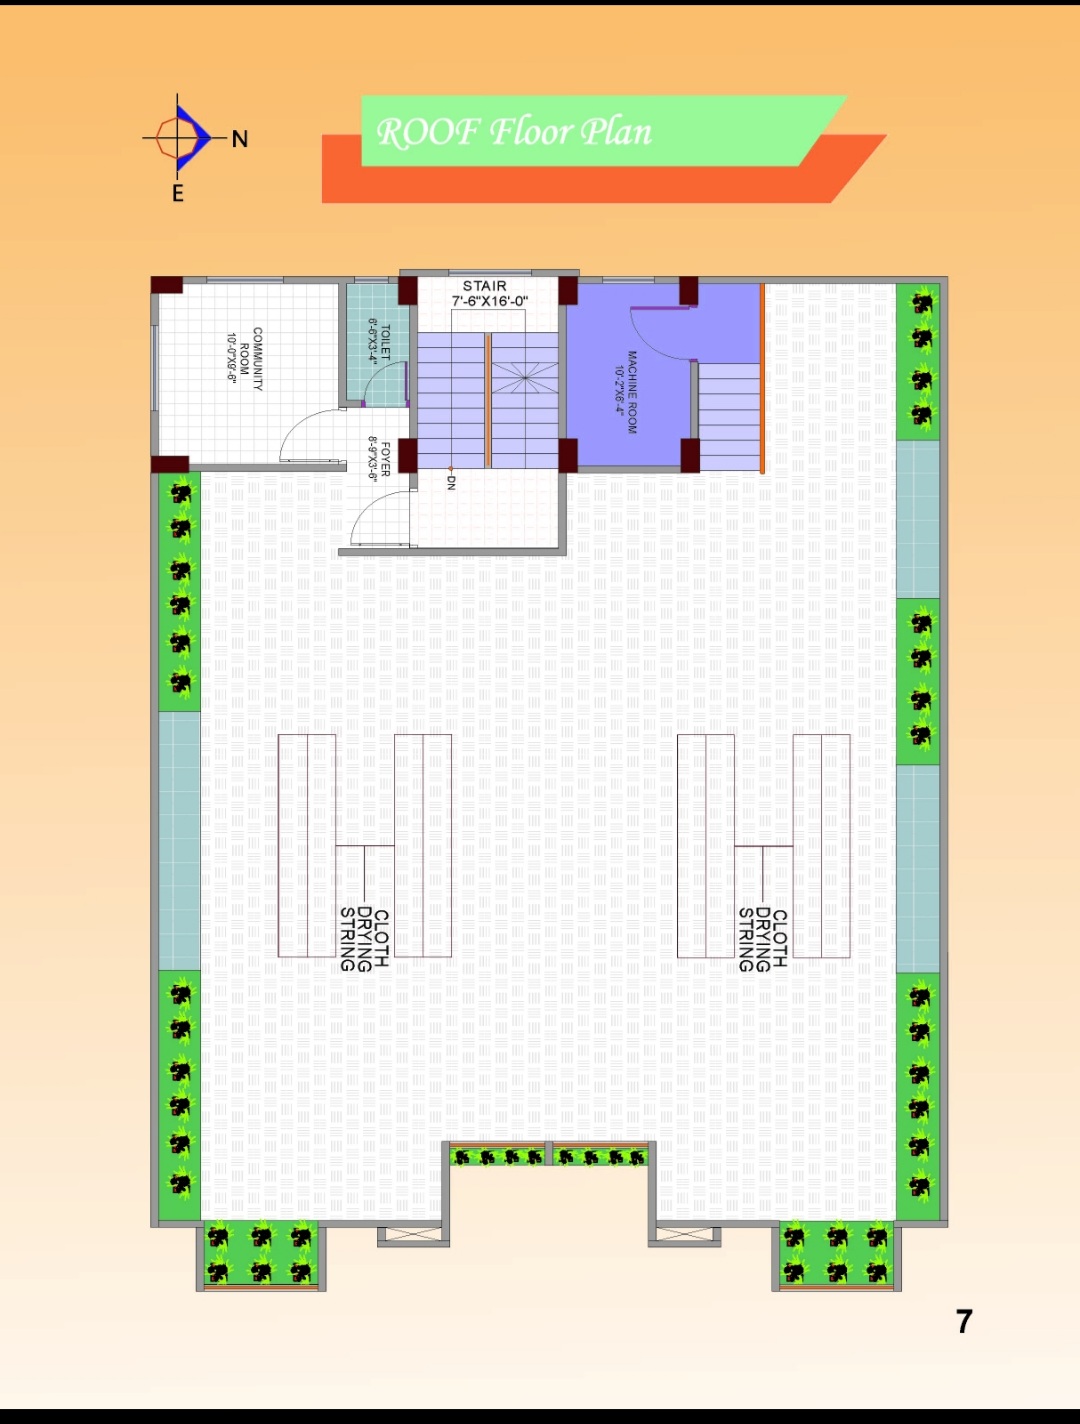 N
E
ROOF Floor Plan
STAIR
7'-6"X16'-0"
COMMUNITY
ROOM
10'-0"X9'-6"
TOILET
6'-6"X3'-4"
MACHINE ROOM
10'-2"X6'-4"
FOYER
8'-9"X3'-6"
DN
CLOTH
DRYING
STRING
CLOTH
DRYING
STRING
7